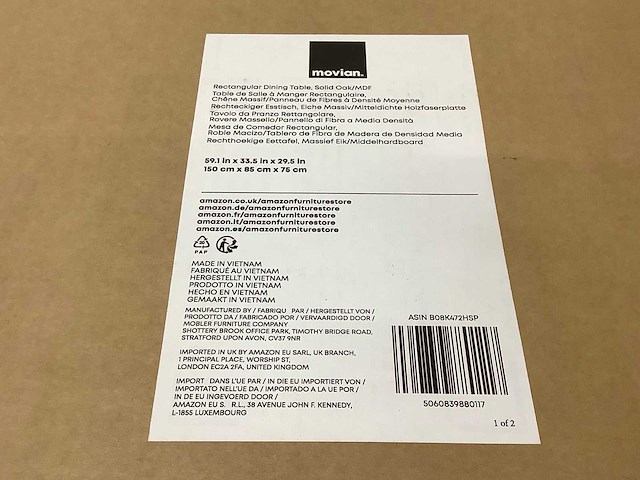 movian.
Rectangular Dining Table, Solid Oak/MDF
Table de Salle à Manger Rectangulaire,
Chêne Massif/Panneau de Fibres à Densité Moyenne
Rechteckiger Esstisch, Eiche Massiv/Mitteldichte Holzfaserplatte
Tavolo da Pranzo Rettangolare,
Rovere Massello/Pannello di Fibra a Media Densità
Mesa de Comedor Rectangular,
Roble Macizo/Tablero de Fibra de Madera de Densidad Media
Rechthoekige Eettafel, Massief Eik/Middelhardboard
59.1 in x 33.5 in x 29.5 in
150 cm x 85 cm x 75 cm
amazon.co.uk/amazonfurniturestore
amazon.de/amazonfurniturestore
amazon.fr/amazonfurniturestore
amazon.it/amazonfurniturestore
amazon.es/amazonfurniturestore
PAP
MADE IN VIETNAM
FABRIQUÉ AU VIETNAM
HERGESTELLT IN VIETNAM
PRODOTTO IN VIETNAM
HECHO EN VIETNAM
GEMAAKT IN VIETNAM
MANUFACTURED BY / FABRIQU PAR / HERGESTELLT VON /
PRODOTTO DA / FABRICADO POR / VERVAARDIGD DOOR /
MOBLER FURNITURE COMPANY
SHOTTERY BROOK OFFICE PARK, TIMOTHY BRIDGE ROAD,
STRATFORD UPON AVON, CV37 9NR
IMPORTED IN UK BY AMAZON EU SARL, UK BRANCH,
1 PRINCIPAL PLACE, WORSHIP ST,
LONDON EC2A 2FA, UNITED KINGDOM
IMPORT DANS L'UE PAR / IN DIE EU IMPORTIERT VON /
IMPORTATO NELL'UE DA / IMPORTADO A LA UE POR /
IN DE EU INGEVOERD DOOR /
AMAZON EU S. R.L., 38 AVENUE JOHN F. KENNEDY,
L-1855 LUXEMBOURG
ASIN B08K472HSP
5060839880117
1 of 2